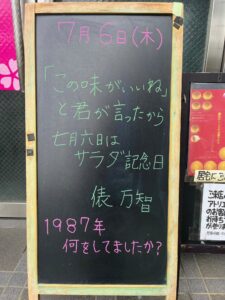 7月6日(木)
「この味がいいね」
と君が言ったから
七月六日は
サラダ記念日
俵 万智
1987年
何をしてましたか?